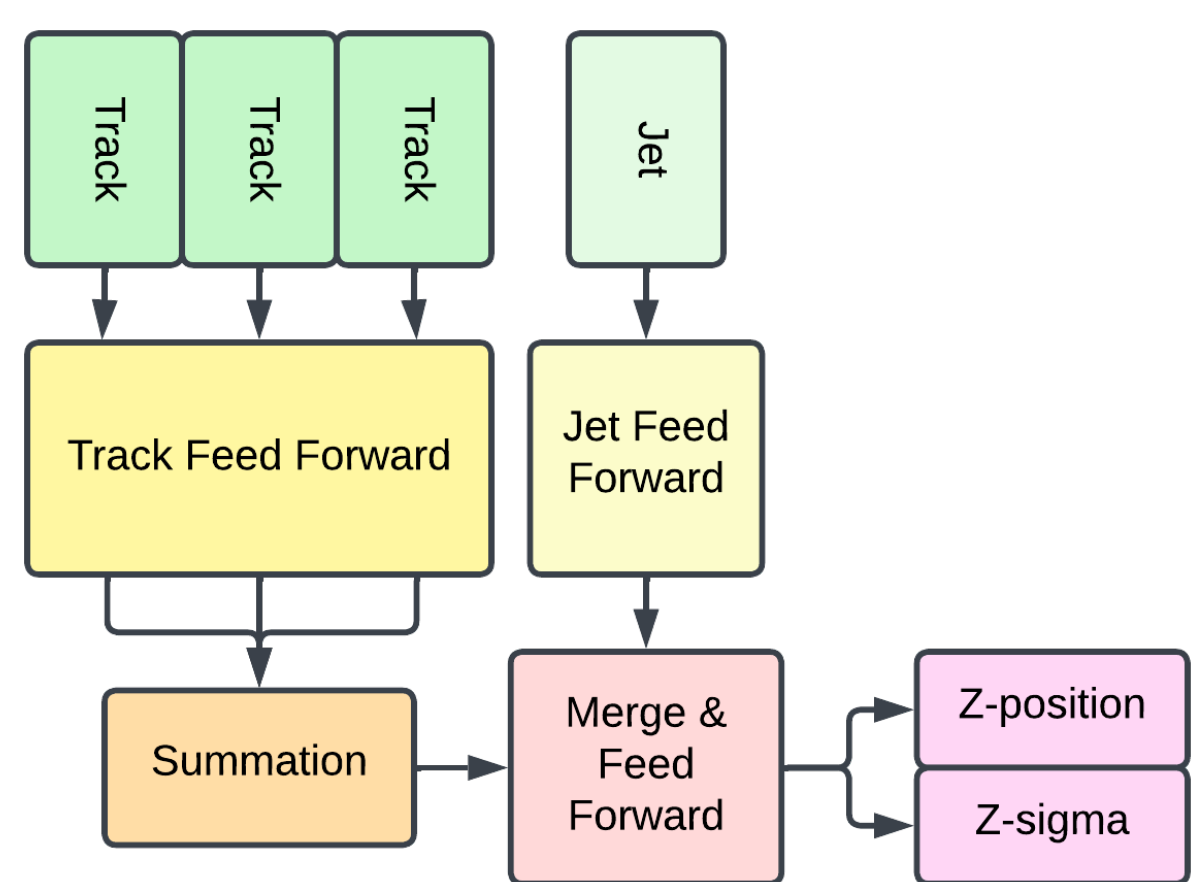 Track
Track
Track
Jet
Track Feed Forward
Jet Feed
Forward
Summation
Merge &
Feed
Forward
Z-position
Z-sigma